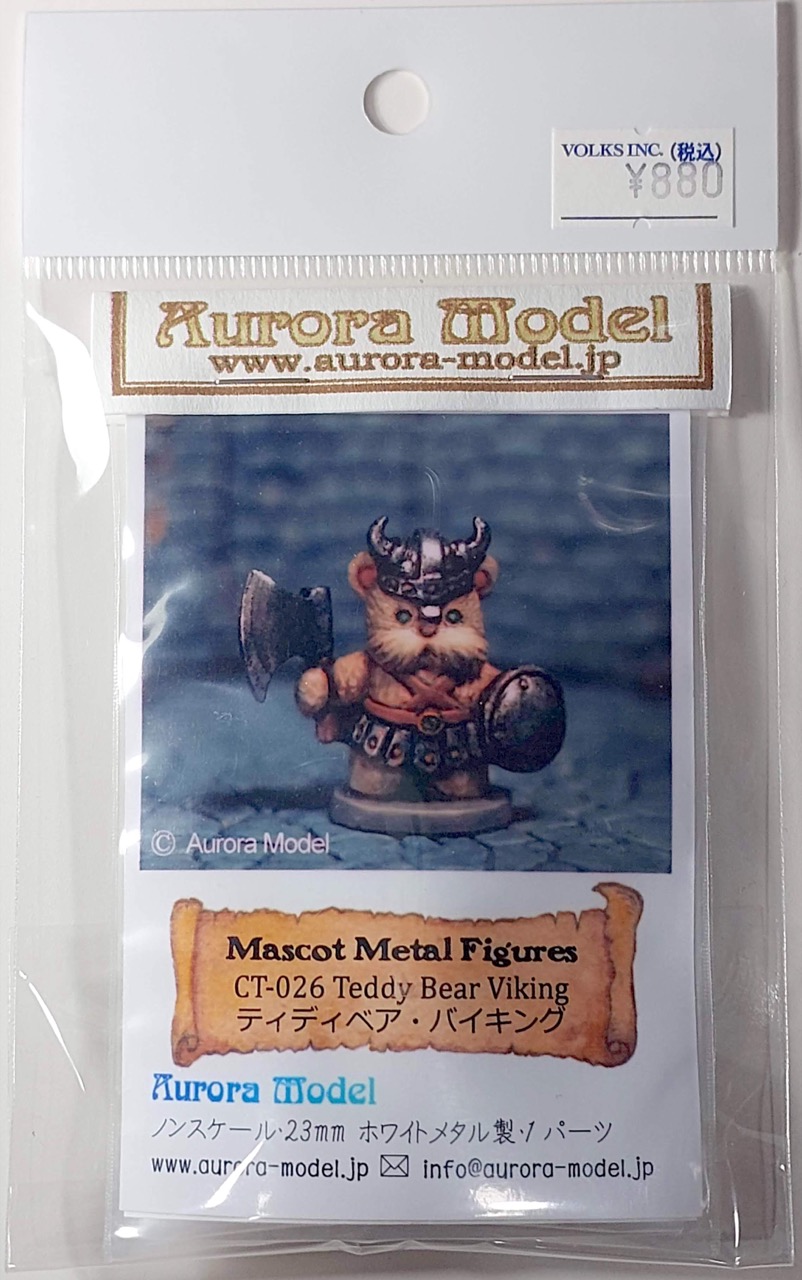 VOLKS INC. (税込)
¥880
Aurora Model
www.aurora-model.jp
© Aurora Model
Mascot Metal Figures
CT-026 Teddy Bear Viking
ティディベア・バイキング
Aurora Model
ノンスケール・23mm ホワイトメタル製・1 パーツ
www.aurora-model.jp ✉ info@aurora-model.jp